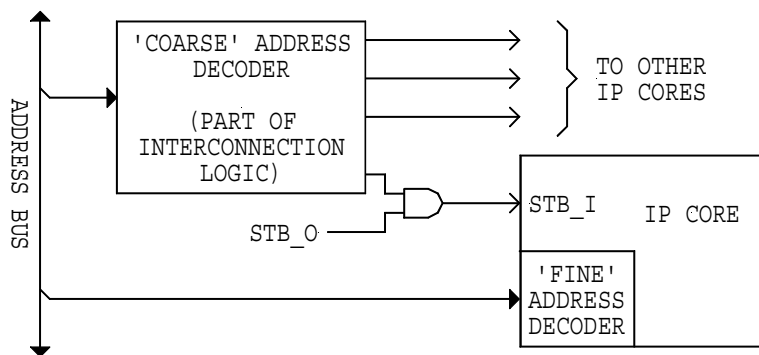 'COARSE' ADDRESS
DECODER
(PART OF
INTERCONNECTION
LOGIC)
TO OTHER
IP CORES
ADDRESS BUS
STB_O
STB_I
IP CORE
'FINE'
ADDRESS
DECODER